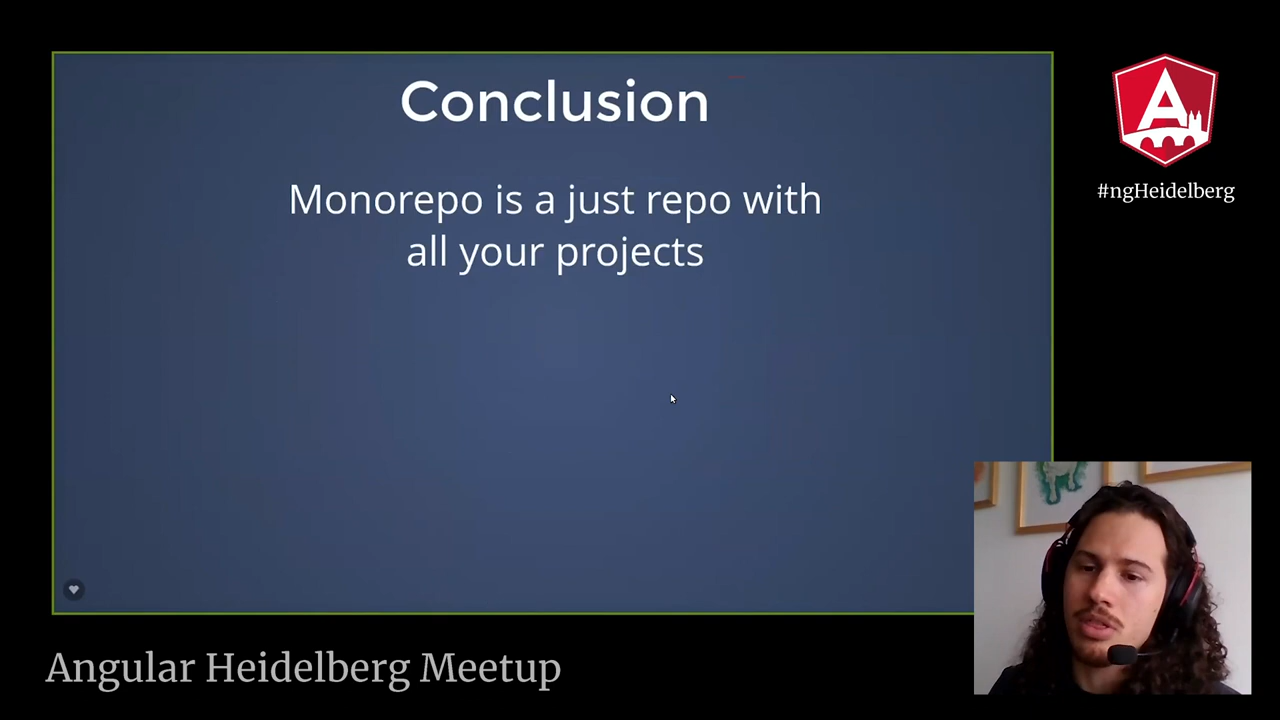 Conclusion
Monorepo is a just repo with
all your projects
A
#ngHeidelberg
Angular Heidelberg Meetup